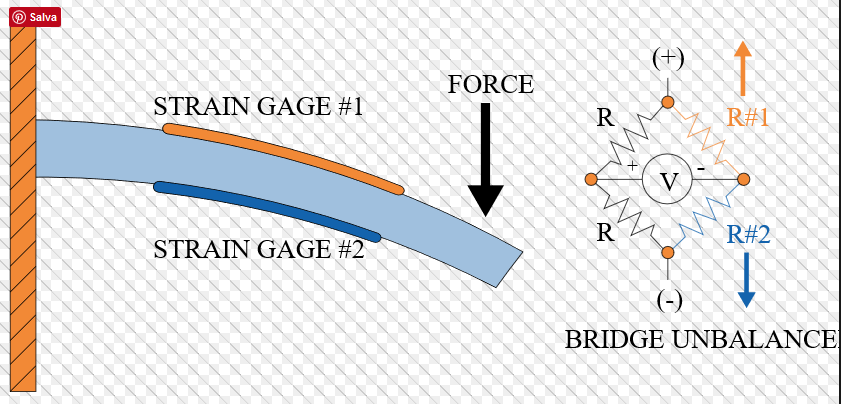 Salva
STRAIN GAGE #1
FORCE
STRAIN GAGE #2
(+)
R
R#1
+
-
V
R
R#2
(-)
BRIDGE UNBALANCE